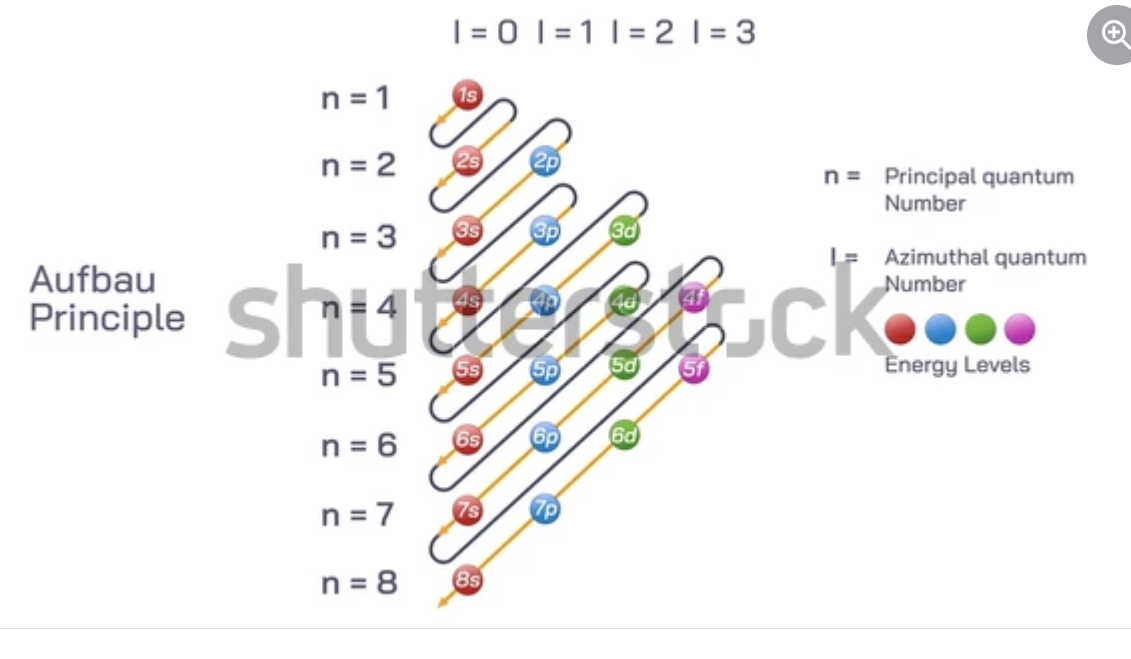 l = 0 l = 1 l = 2 l = 3
n = 1
1s
n = 2
2s 2p
n = 3
3s 3p 3d
Aufbau
Principle
n = 4
4s 4p 4d 4f
n = 5
5s 5p 5d 5f
n = 6
6s 6p 6d
n = 7
7s 7p
n = 8
8s
n = Principal quantum
Number
l = Azimuthal quantum
Number
Energy Levels
shutterstock